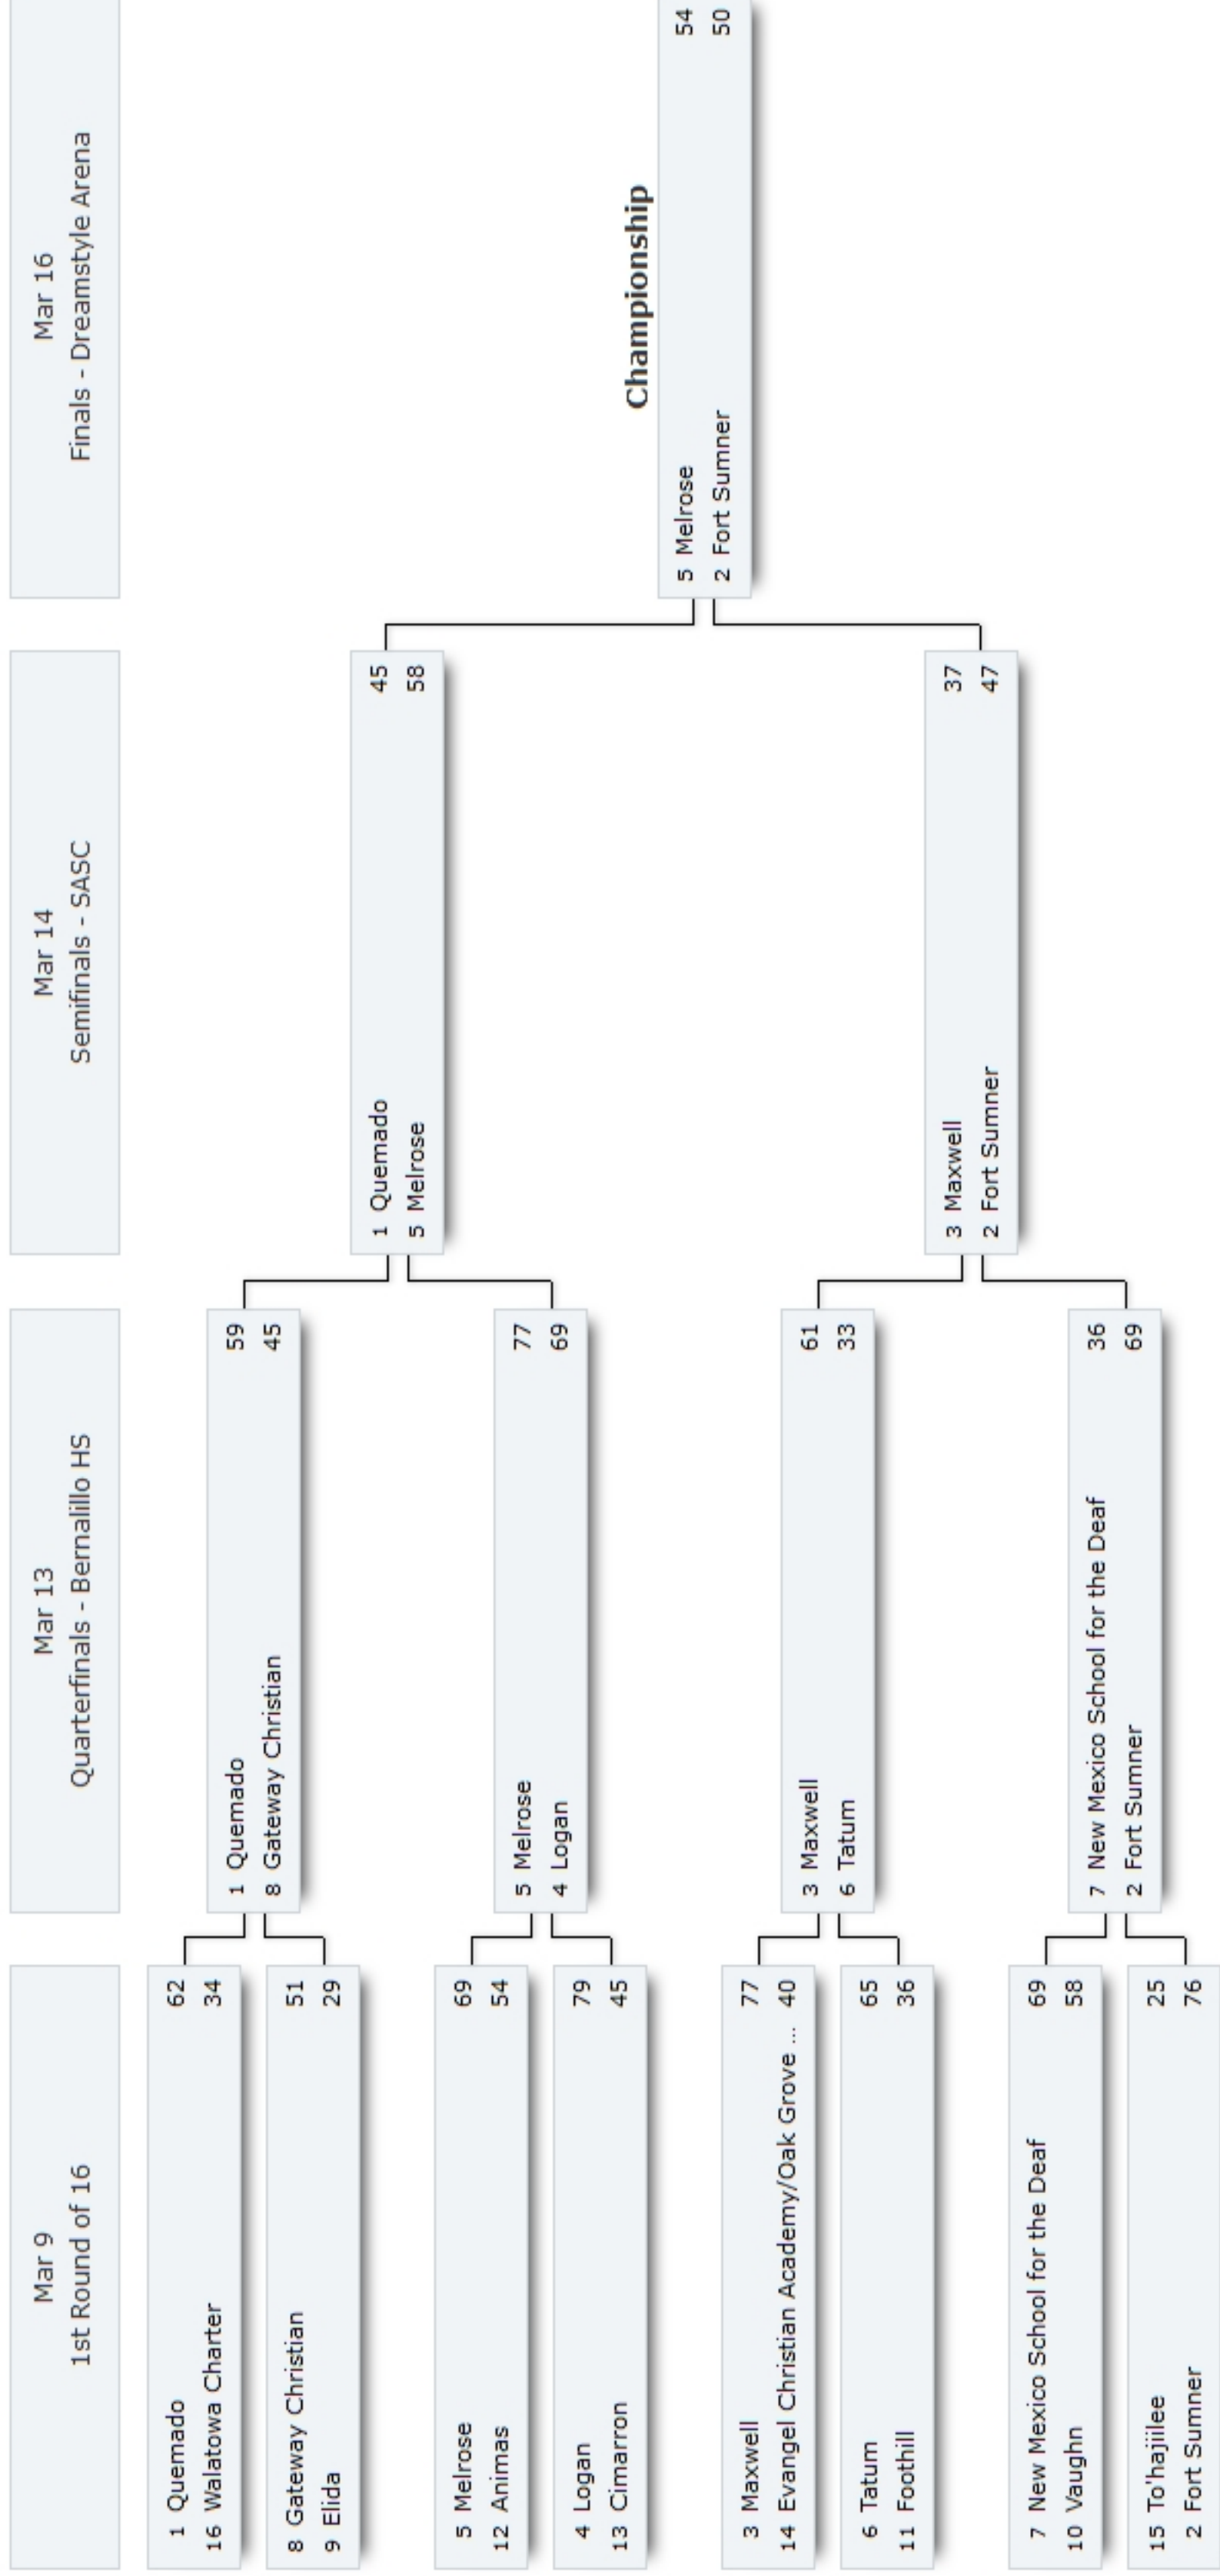 Mar 9
1st Round of 16
Mar 13
Quarterfinals - Bernalillo HS
Mar 14
Semifinals - SASC
Mar 16
Finals - Dreamstyle Arena
1 Quemado 62
16 Walatowa Charter 34
8 Gateway Christian 51
9 Elida 29
5 Melrose 69
12 Animas 54
4 Logan 79
13 Cimarron 45
3 Maxwell 77
14 Evangel Christian Academy/Oak Grove ... 40
6 Tatum 65
11 Foothill 36
7 New Mexico School for the Deaf 69
10 Vaughn 58
15 To'hajiilee 25
2 Fort Sumner 76
1 Quemado 59
8 Gateway Christian 45
5 Melrose 77
4 Logan 69
3 Maxwell 61
6 Tatum 33
7 New Mexico School for the Deaf 36
2 Fort Sumner 69
1 Quemado 45
5 Melrose 58
3 Maxwell 37
2 Fort Sumner 47
Championship
5 Melrose 54
2 Fort Sumner 50